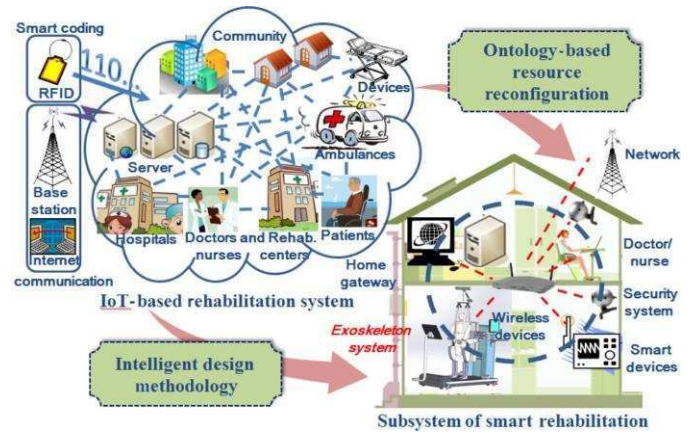 Smart coding
RFID
110...
Base
station
Internet
communication
Community
Devices
Server
Ambulances
Hospitals
Doctors and
nurses
Rehab.
centers
Patients
IoT-based rehabilitation system
Ontology-based
resource
reconfiguration
Intelligent design
methodology
Network
Home
gateway
Doctor/
nurse
Security
system
Wireless
devices
Exoskeleton
system
Smart
devices
Subsystem of smart rehabilitation